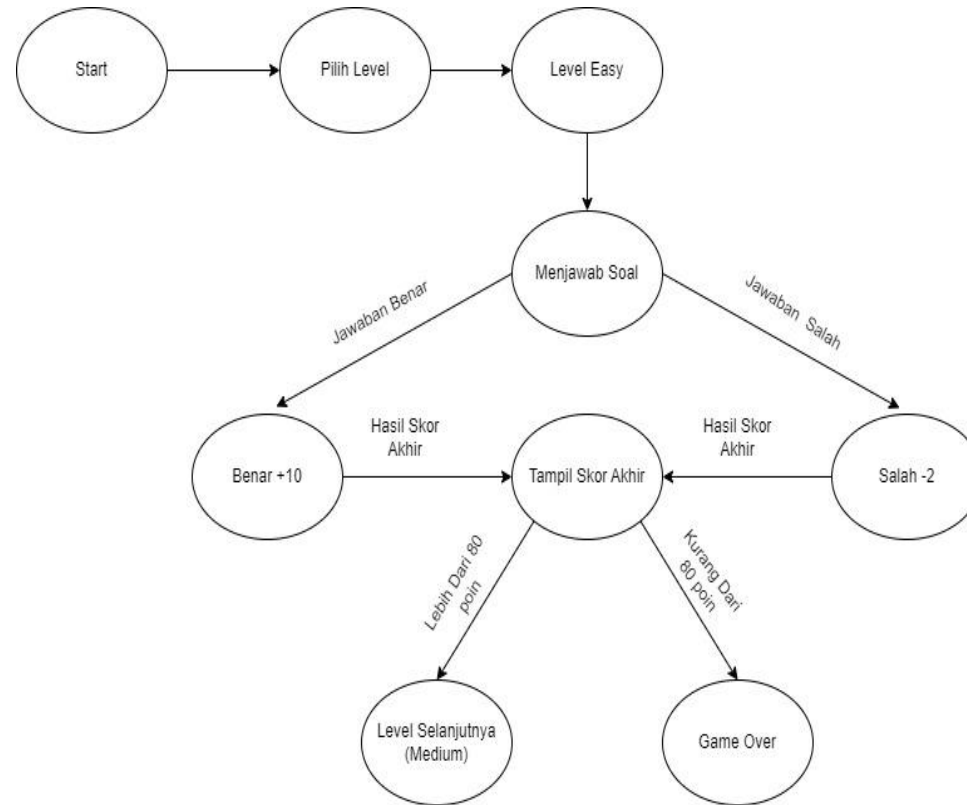 Start
Pilih Level
Level Easy
Menjawab Soal
Jawaban Benar
Jawaban Salah
Benar +10
Hasil Skor
Akhir
Tampil Skor Akhir
Hasil Skor
Akhir
Salah -2
Lebih Dari 80
poin
Kurang Dari
80 poin
Level Selanjutnya
(Medium)
Game Over